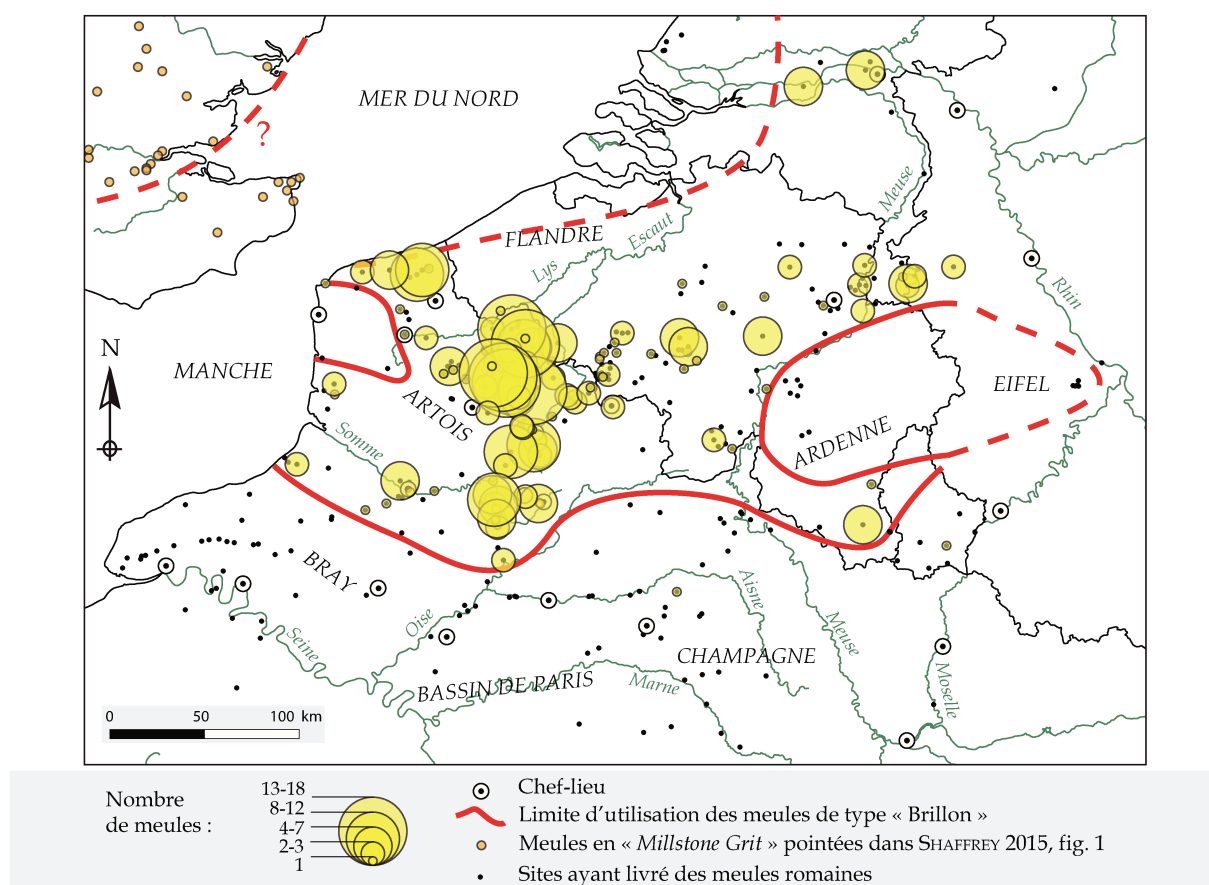 MER DU NORD
?
Meuse
FLANDRE
Escaut
Lys
Rhin
N
MANCHE
ARTOIS
EIFEL
Somme
ARDENNE
BRAY
Oise
Aisne
Meuse
Seine
CHAMPAGNE
BASSIN DE PARIS
Marne
Moselle
0 50 100 km
Nombre
de meules :
13-18
8-12
4-7
2-3
1
Chef-lieu
Limite d’utilisation des meules de type « Brillon »
Meules en « Millstone Grit » pointées dans SHAFFREY 2015, fig. 1
Sites ayant livré des meules romaines